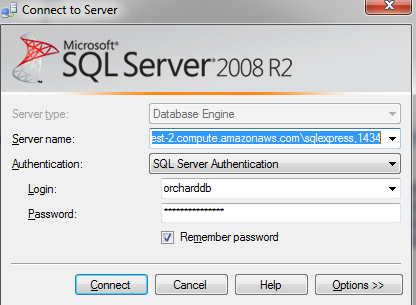 Connect to Server
Microsoft®
SQL Server® 2008 R2
Server type: Database Engine
Server name: est-2.compute.amazonaws.com\sqlexpress,1434
Authentication: SQL Server Authentication
Login: orcharddb
Password: ***************
Remember password
Connect Cancel Help Options >>